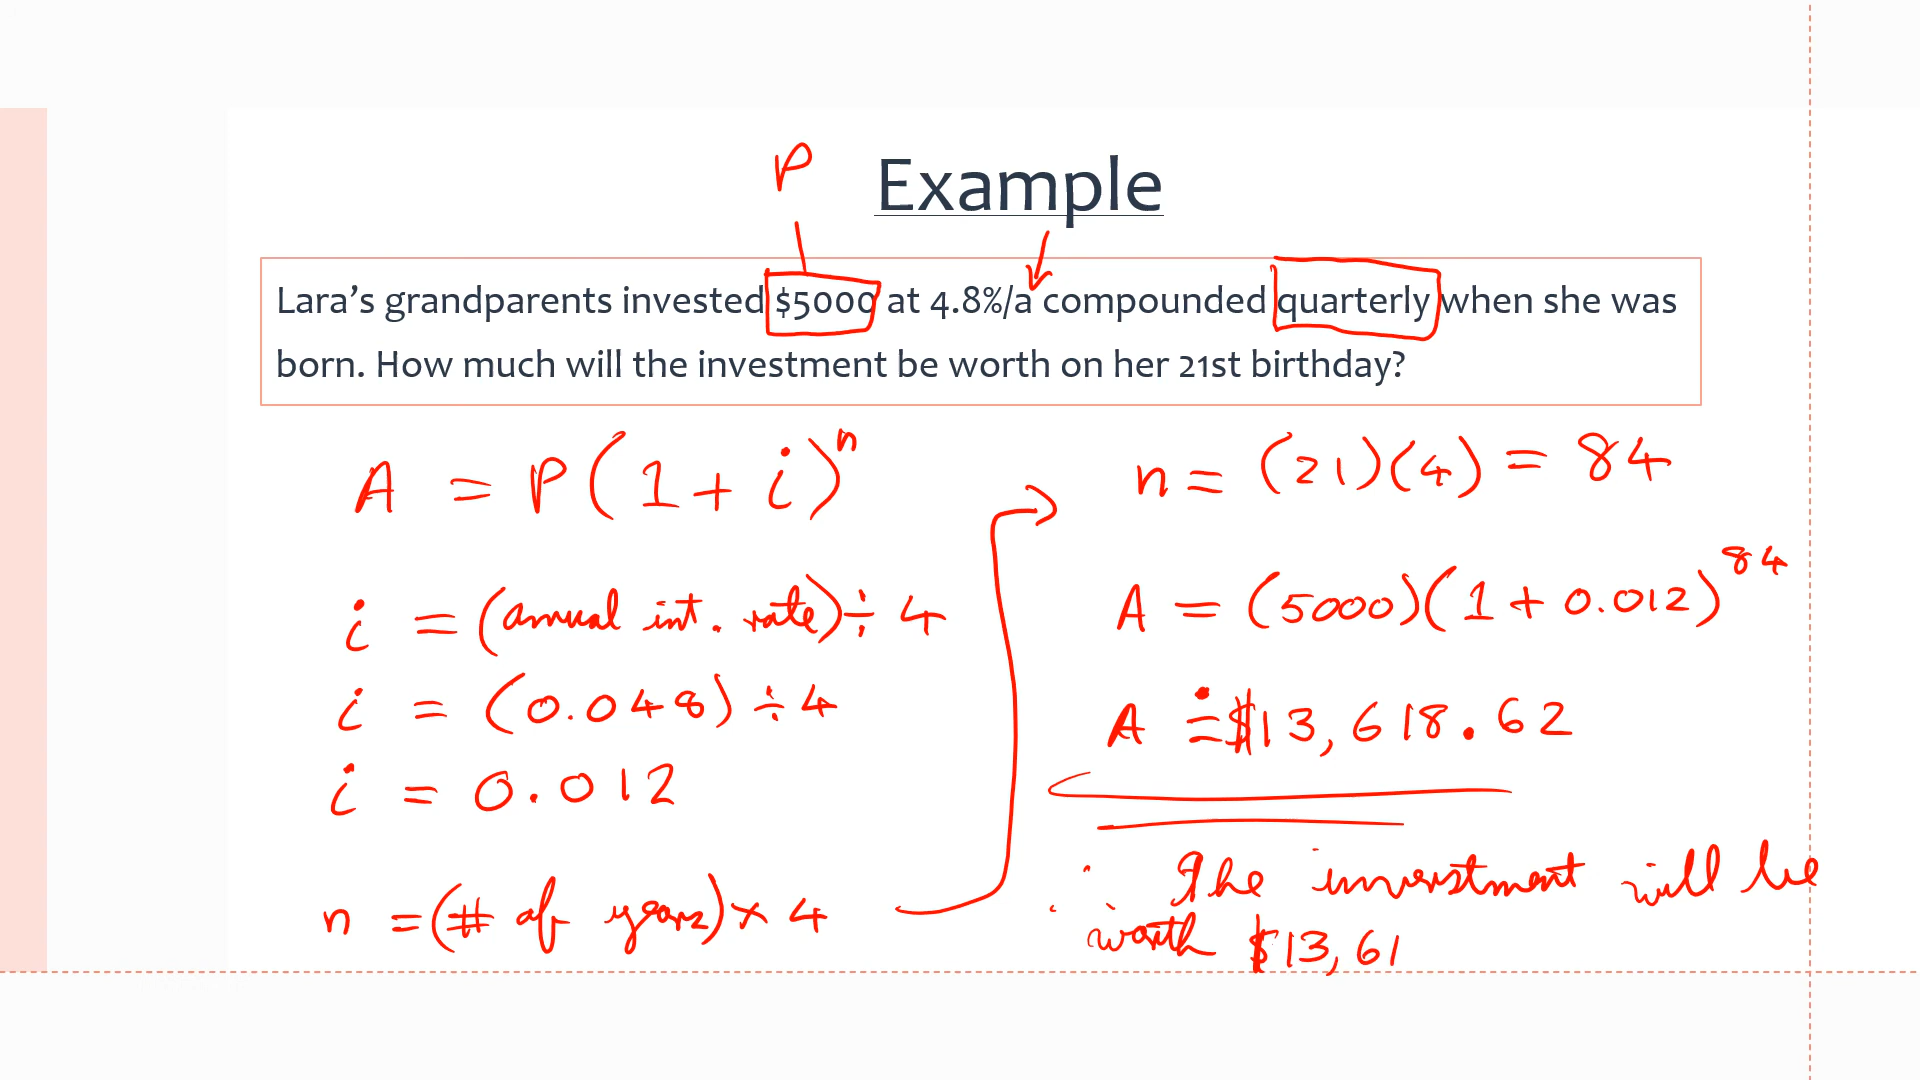 P
Example
Lara’s grandparents invested $5000 at 4.8%/a compounded quarterly when she was
born. How much will the investment be worth on her 21st birthday?
A = P(1 + i)ⁿ
i = (annual int. rate) ÷ 4
i = (0.048) ÷ 4
i = 0.012
n = (# of years) × 4
n = (21)(4) = 84
A = (5000)(1 + 0.012)⁸⁴
A ≐ $13,618.62
∴ The investment will be
worth $13,61